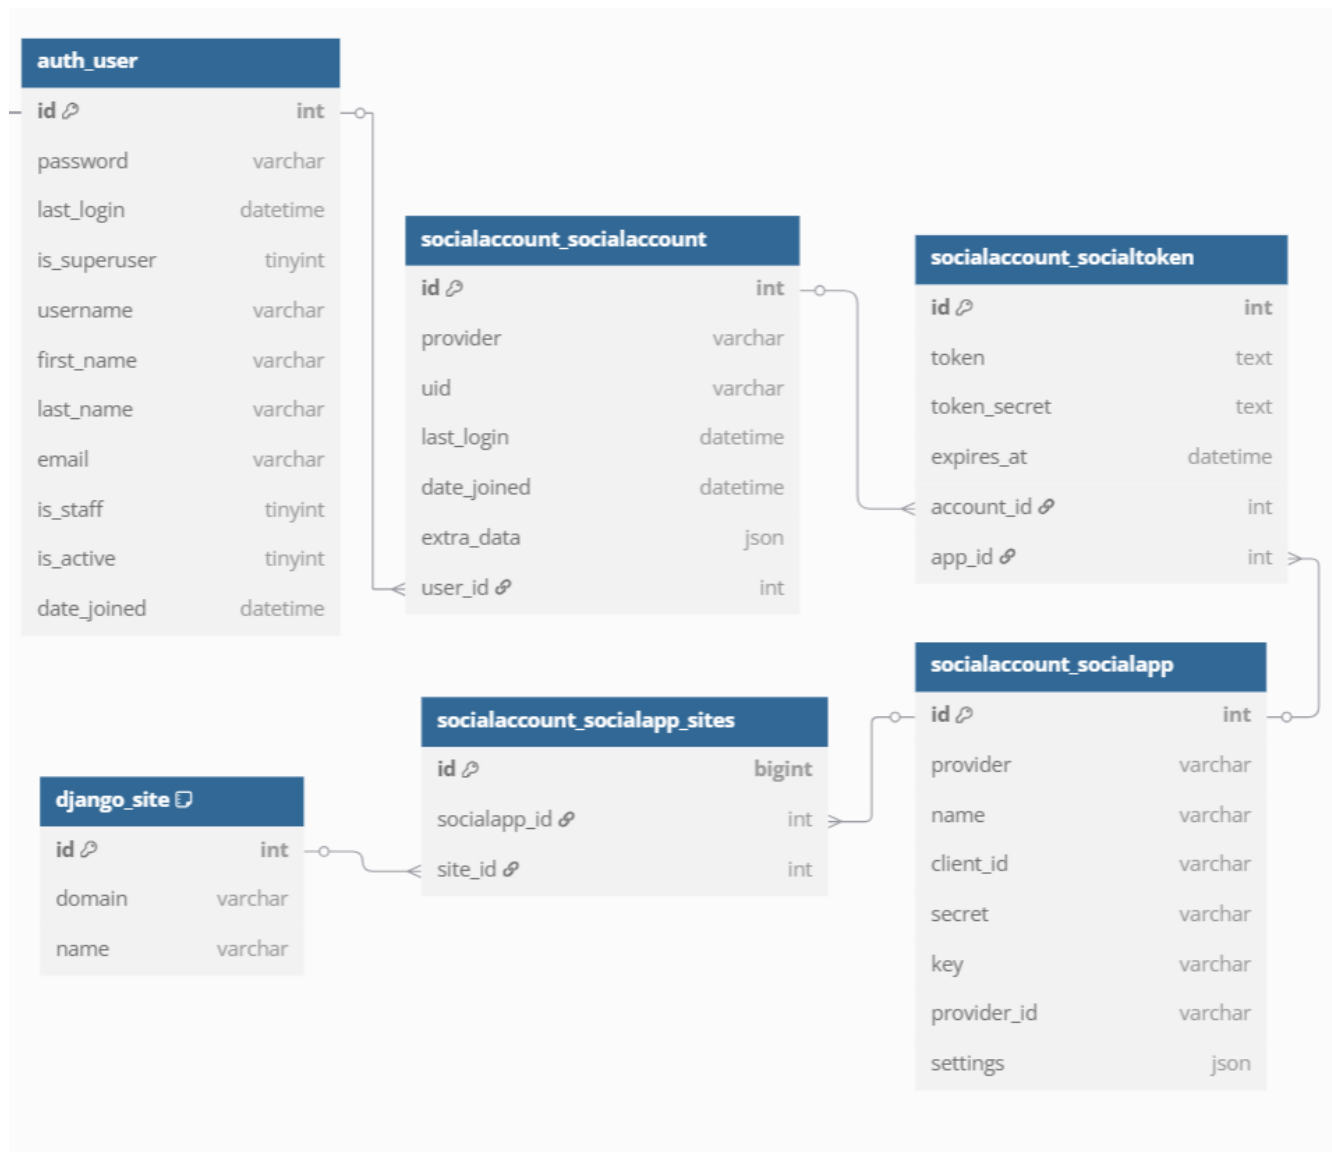 auth_user
id int
password varchar
last_login datetime
is_superuser tinyint
username varchar
first_name varchar
last_name varchar
email varchar
is_staff tinyint
is_active tinyint
date_joined datetime
socialaccount_socialaccount
id int
provider varchar
uid varchar
last_login datetime
date_joined datetime
extra_data json
user_id int
socialaccount_socialtoken
id int
token text
token_secret text
expires_at datetime
account_id int
app_id int
socialaccount_socialapp
id int
provider varchar
name varchar
client_id varchar
secret varchar
key varchar
provider_id varchar
settings json
socialaccount_socialapp_sites
id bigint
socialapp_id int
site_id int
django_site
id int
domain varchar
name varchar